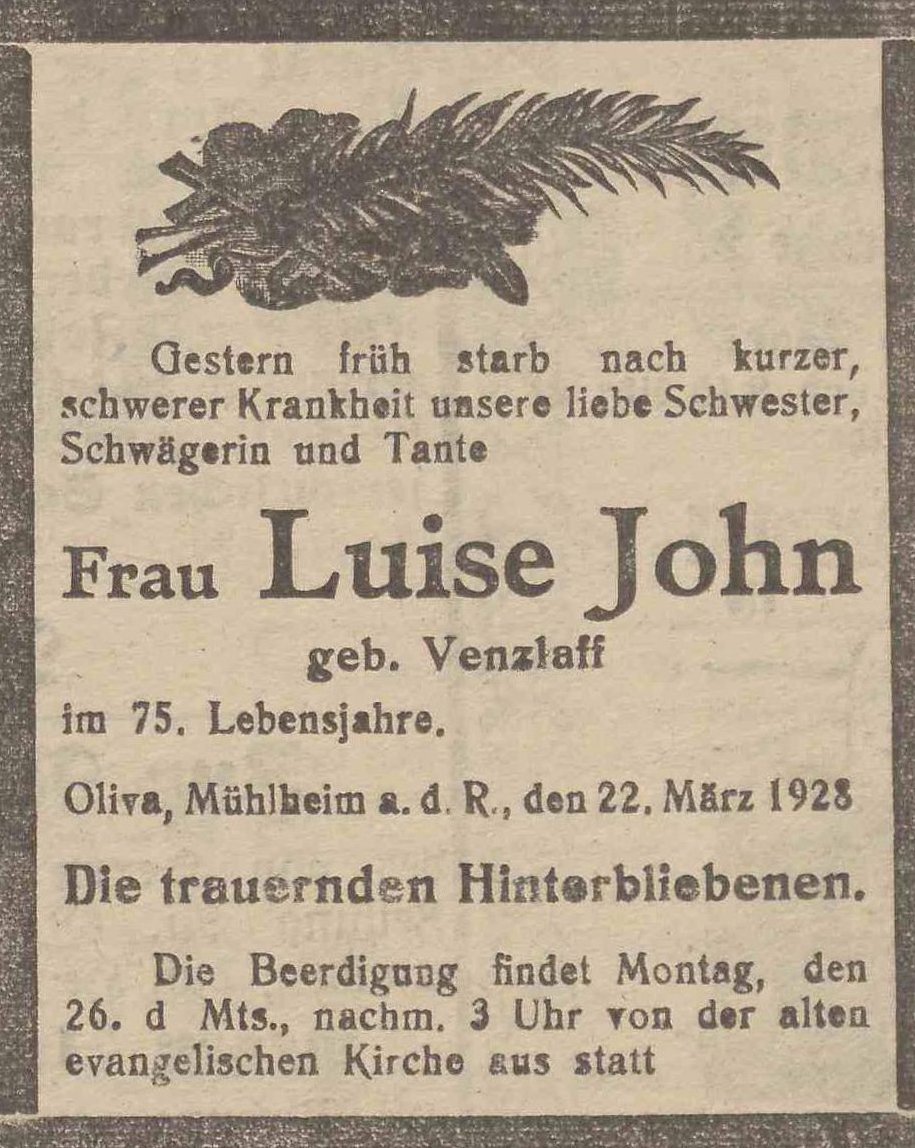 Gestern früh starb nach kurzer,
schwerer Krankheit unsere liebe Schwester,
Schwägerin und Tante
Frau Luise John
geb. Venzlaff
im 75. Lebensjahre.
Oliva, Mühlheim a. d. R., den 22. März 1928
Die trauernden Hinterbliebenen.
Die Beerdigung findet Montag, den
26. d Mts., nachm. 3 Uhr von der alten
evangelischen Kirche aus statt